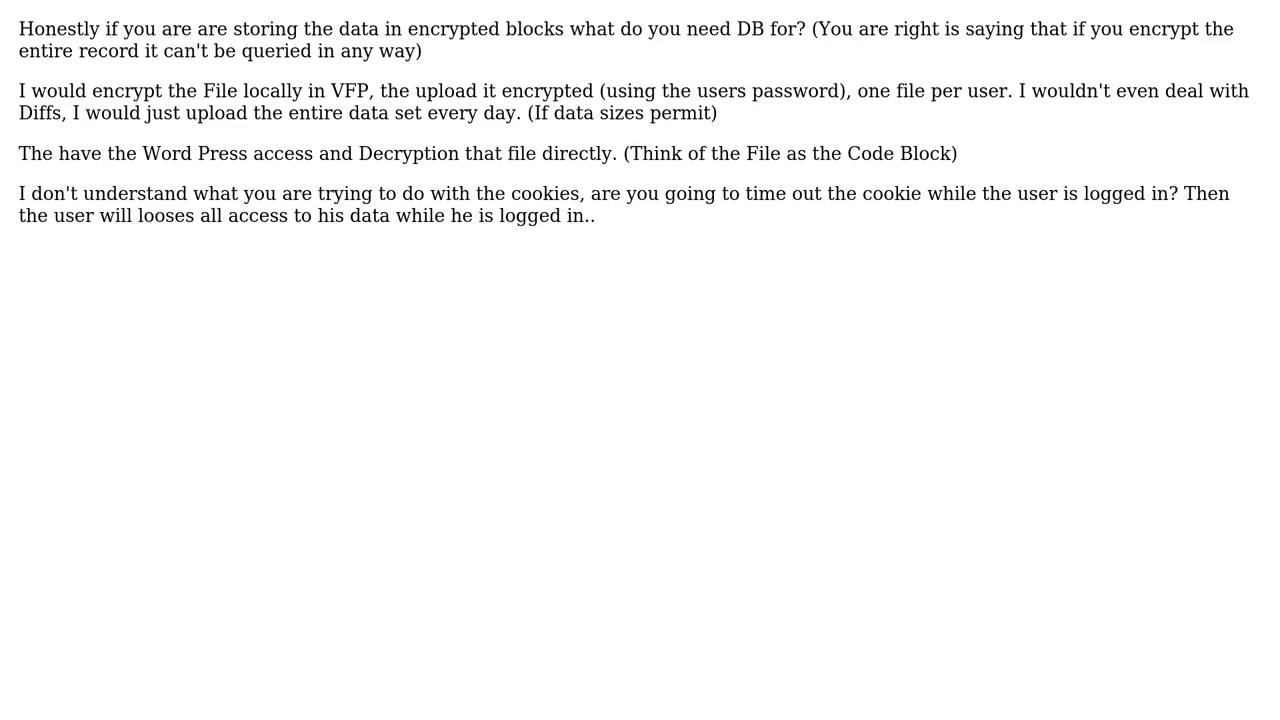 Honestly if you are are storing the data in encrypted blocks what do you need DB for? (You are right is saying that if you encrypt the
entire record it can't be queried in any way)
I would encrypt the File locally in VFP, the upload it encrypted (using the users password), one file per user. I wouldn't even deal with
Diffs, I would just upload the entire data set every day. (If data sizes permit)
The have the Word Press access and Decryption that file directly. (Think of the File as the Code Block)
I don't understand what you are trying to do with the cookies, are you going to time out the cookie while the user is logged in? Then
the user will looses all access to his data while he is logged in..